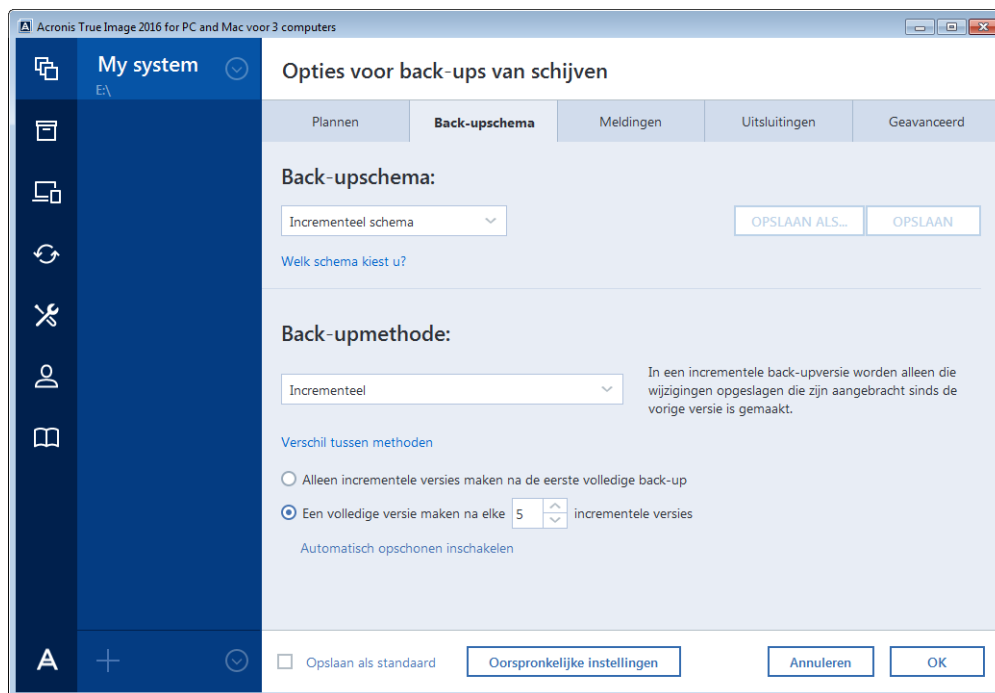 Acronis True Image 2016 for PC and Mac voor 3 computers
My system
E:\
Opties voor back-ups van schijven
Plannen
Back-upschema
Meldingen
Uitsluitingen
Geavanceerd
Back-upschema:
Incrementeel schema
OPSLAAN ALS...
OPSLAAN
Welk schema kiest u?
Back-upmethode:
Incrementeel
In een incrementele back-upversie worden alleen die
wijzigingen opgeslagen die zijn aangebracht sinds de
vorige versie is gemaakt.
Verschil tussen methoden
Alleen incrementele versies maken na de eerste volledige back-up
Een volledige versie maken na elke 5 incrementele versies
Automatisch opschonen inschakelen
Opslaan als standaard
Oorspronkelijke instellingen
Annuleren
OK